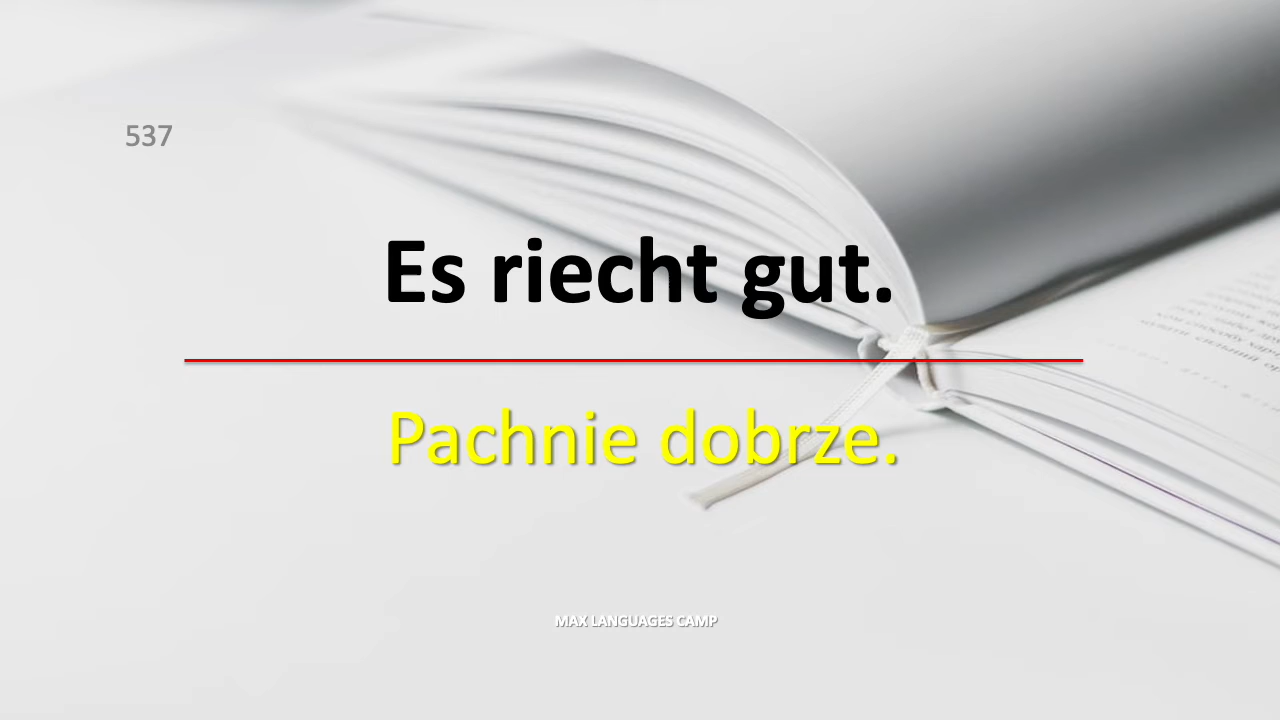 537
Es riecht gut.
Pachnie dobrze.
MAX LANGUAGES CAMP